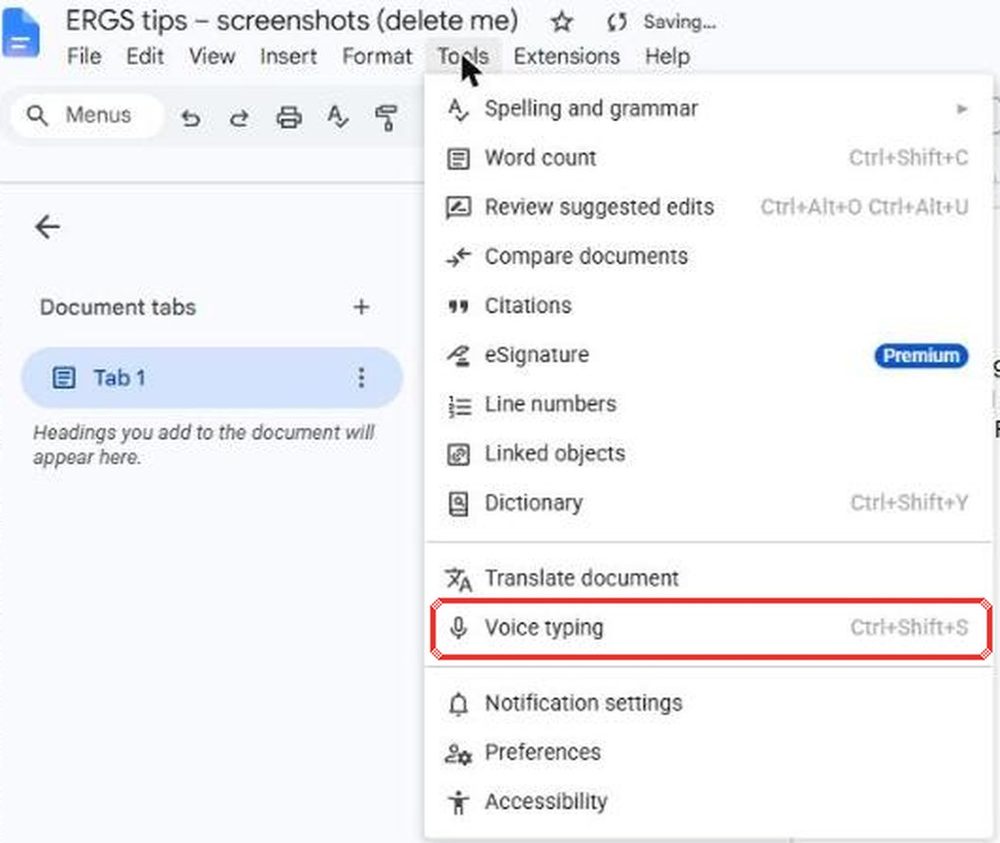 ERGS tips – screenshots (delete me) Saving...
File Edit View Insert Format Tools Extensions Help
Menus
Document tabs
Tab 1
Headings you add to the document will
appear here.
Spelling and grammar
Word count Ctrl+Shift+C
Review suggested edits Ctrl+Alt+O Ctrl+Alt+U
Compare documents
Citations
eSignature Premium
Line numbers
Linked objects
Dictionary Ctrl+Shift+Y
Translate document
Voice typing Ctrl+Shift+S
Notification settings
Preferences
Accessibility